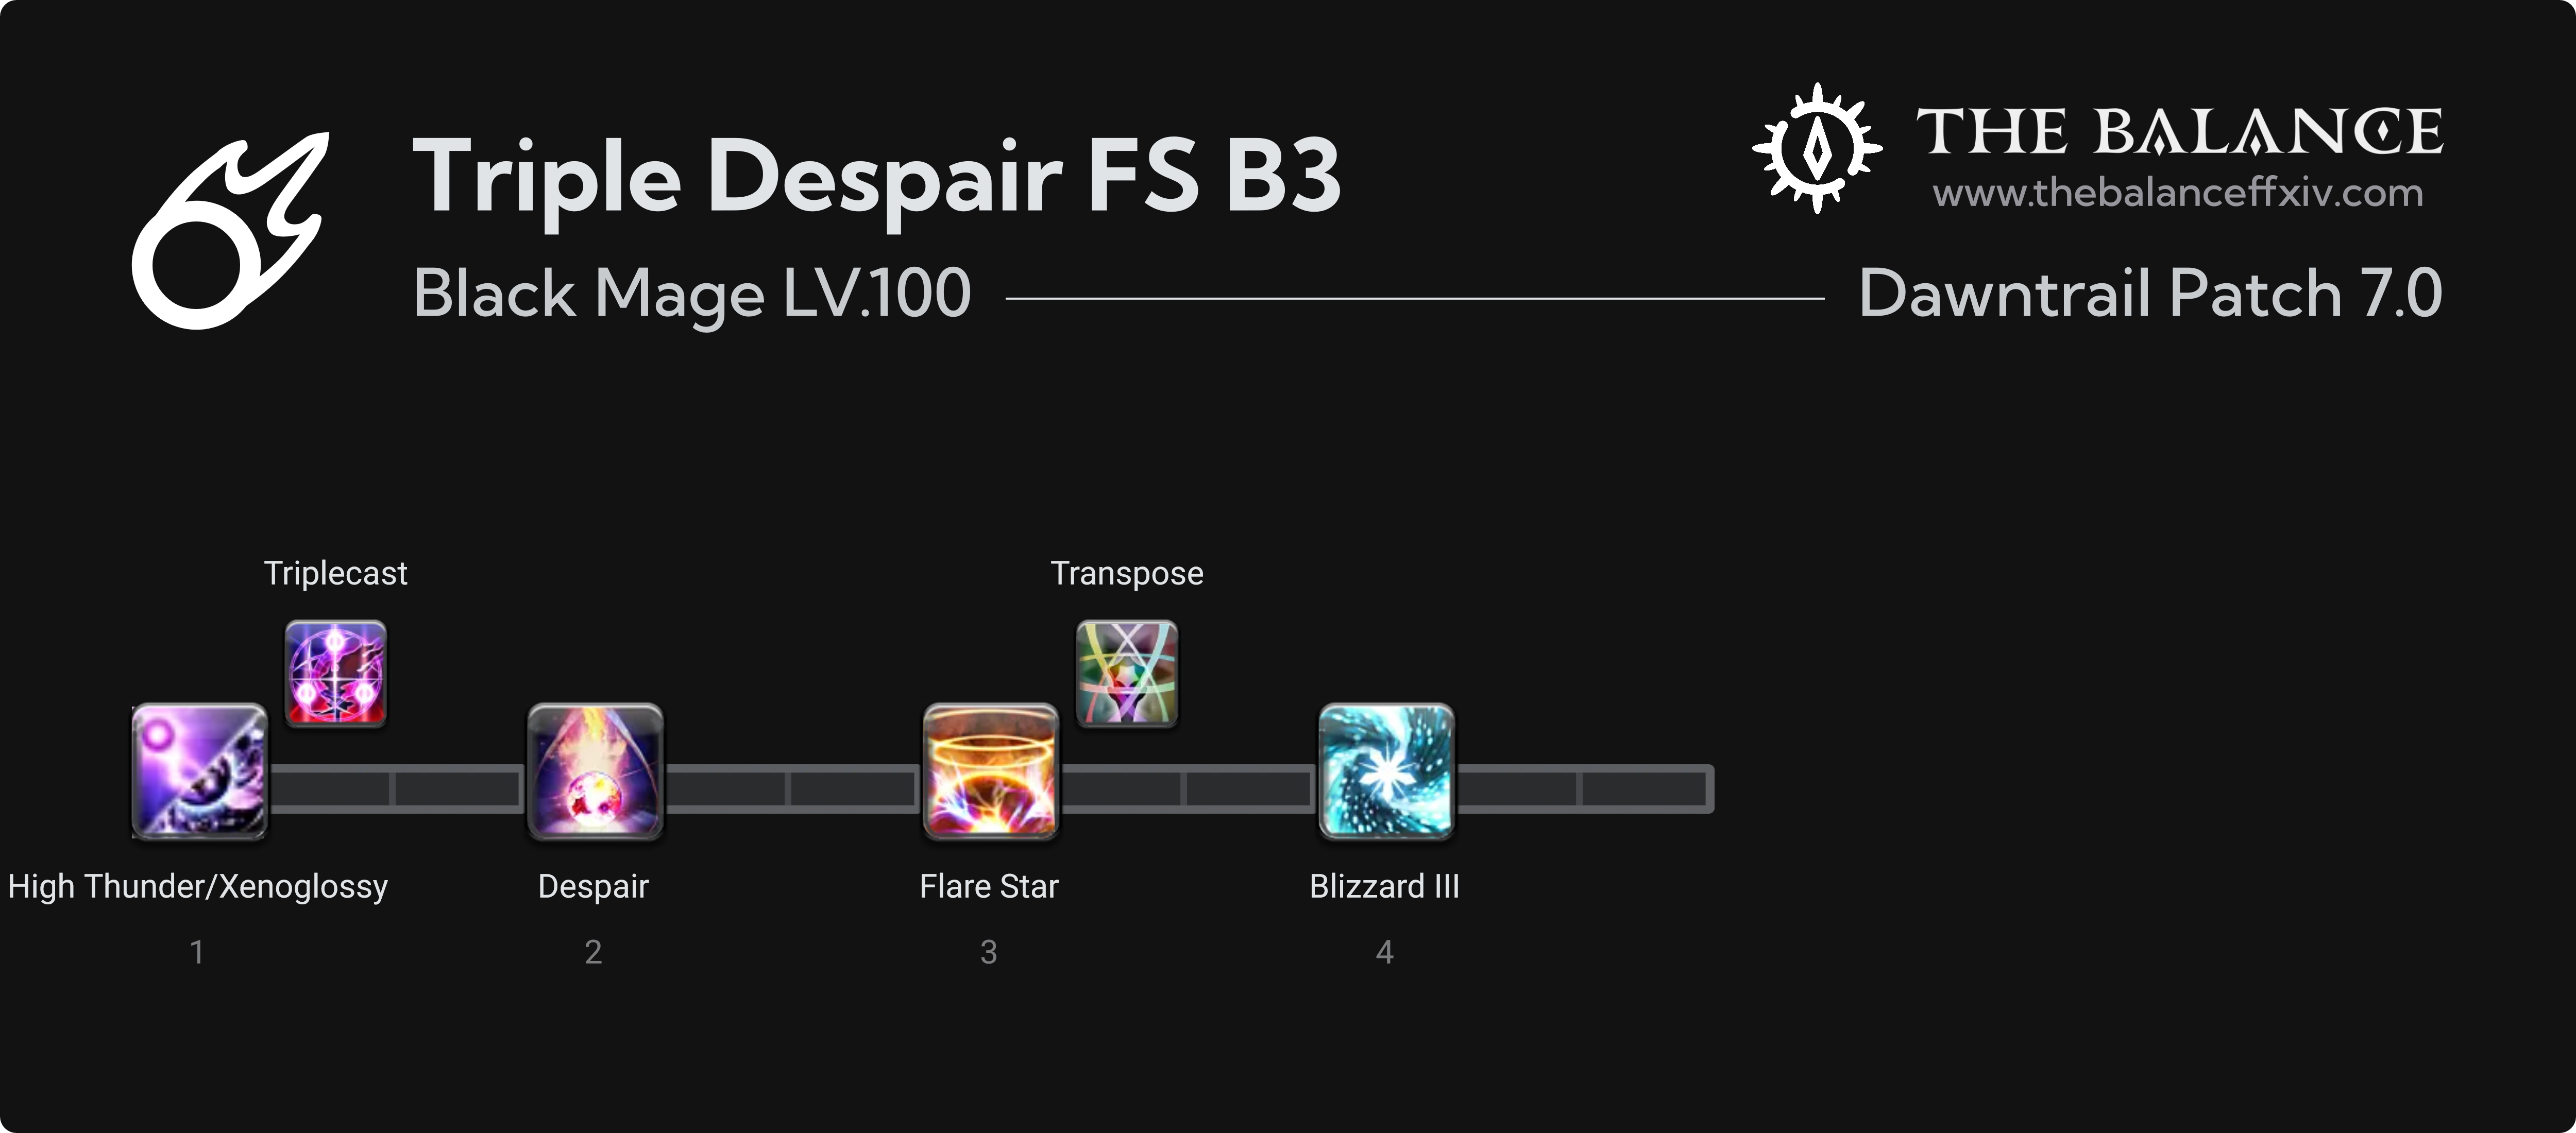 Triple Despair FS B3
THE BALANCE
www.thebalanceffxiv.com
Black Mage LV.100
Dawntrail Patch 7.0
Triplecast
Transpose
High Thunder/Xenoglossy
Despair
Flare Star
Blizzard III
1
2
3
4